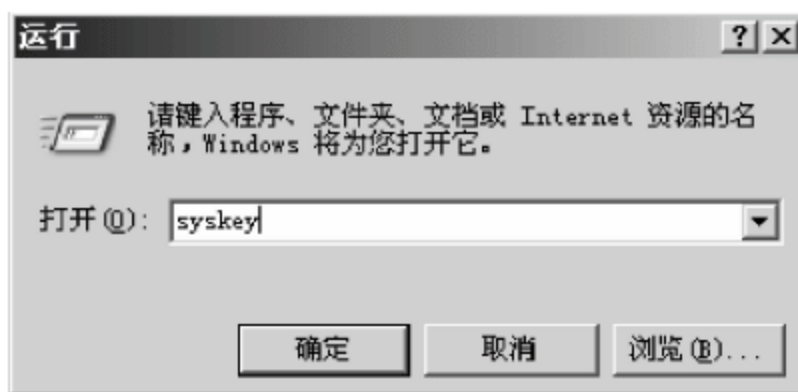 运行
请键入程序、文件夹、文档或 Internet 资源的名
称，Windows 将为您打开它。
打开(O): syskey
确定 取消 浏览(B)...